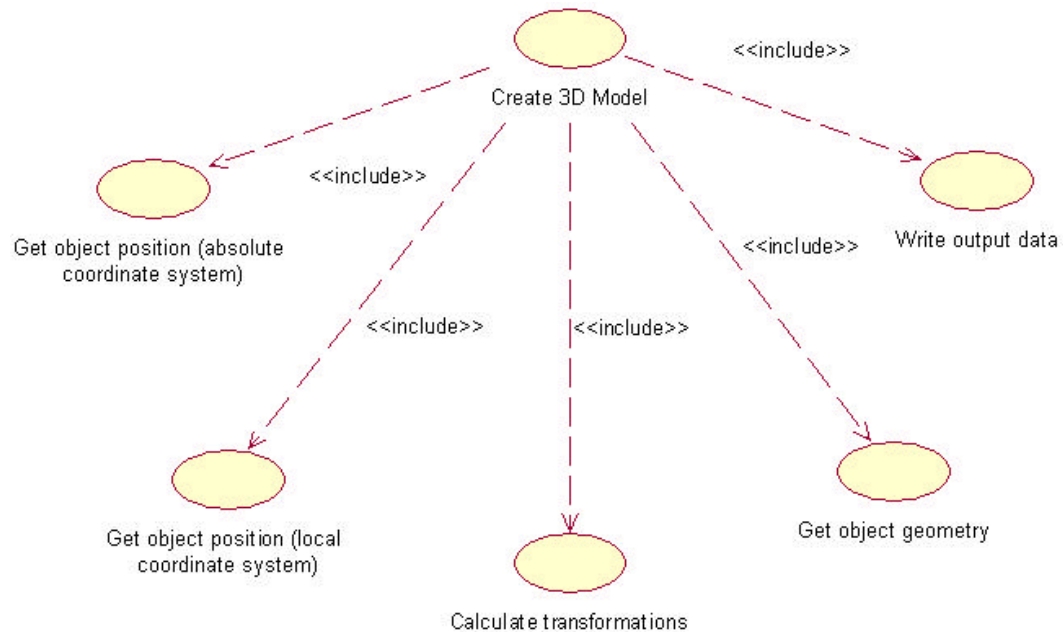 <<include>>
Create 3D Model
<<include>>
Get object position (absolute
coordinate system)
Write output data
<<include>>
<<include>>
<<include>>
Get object position (local
coordinate system)
Get object geometry
Calculate transformations